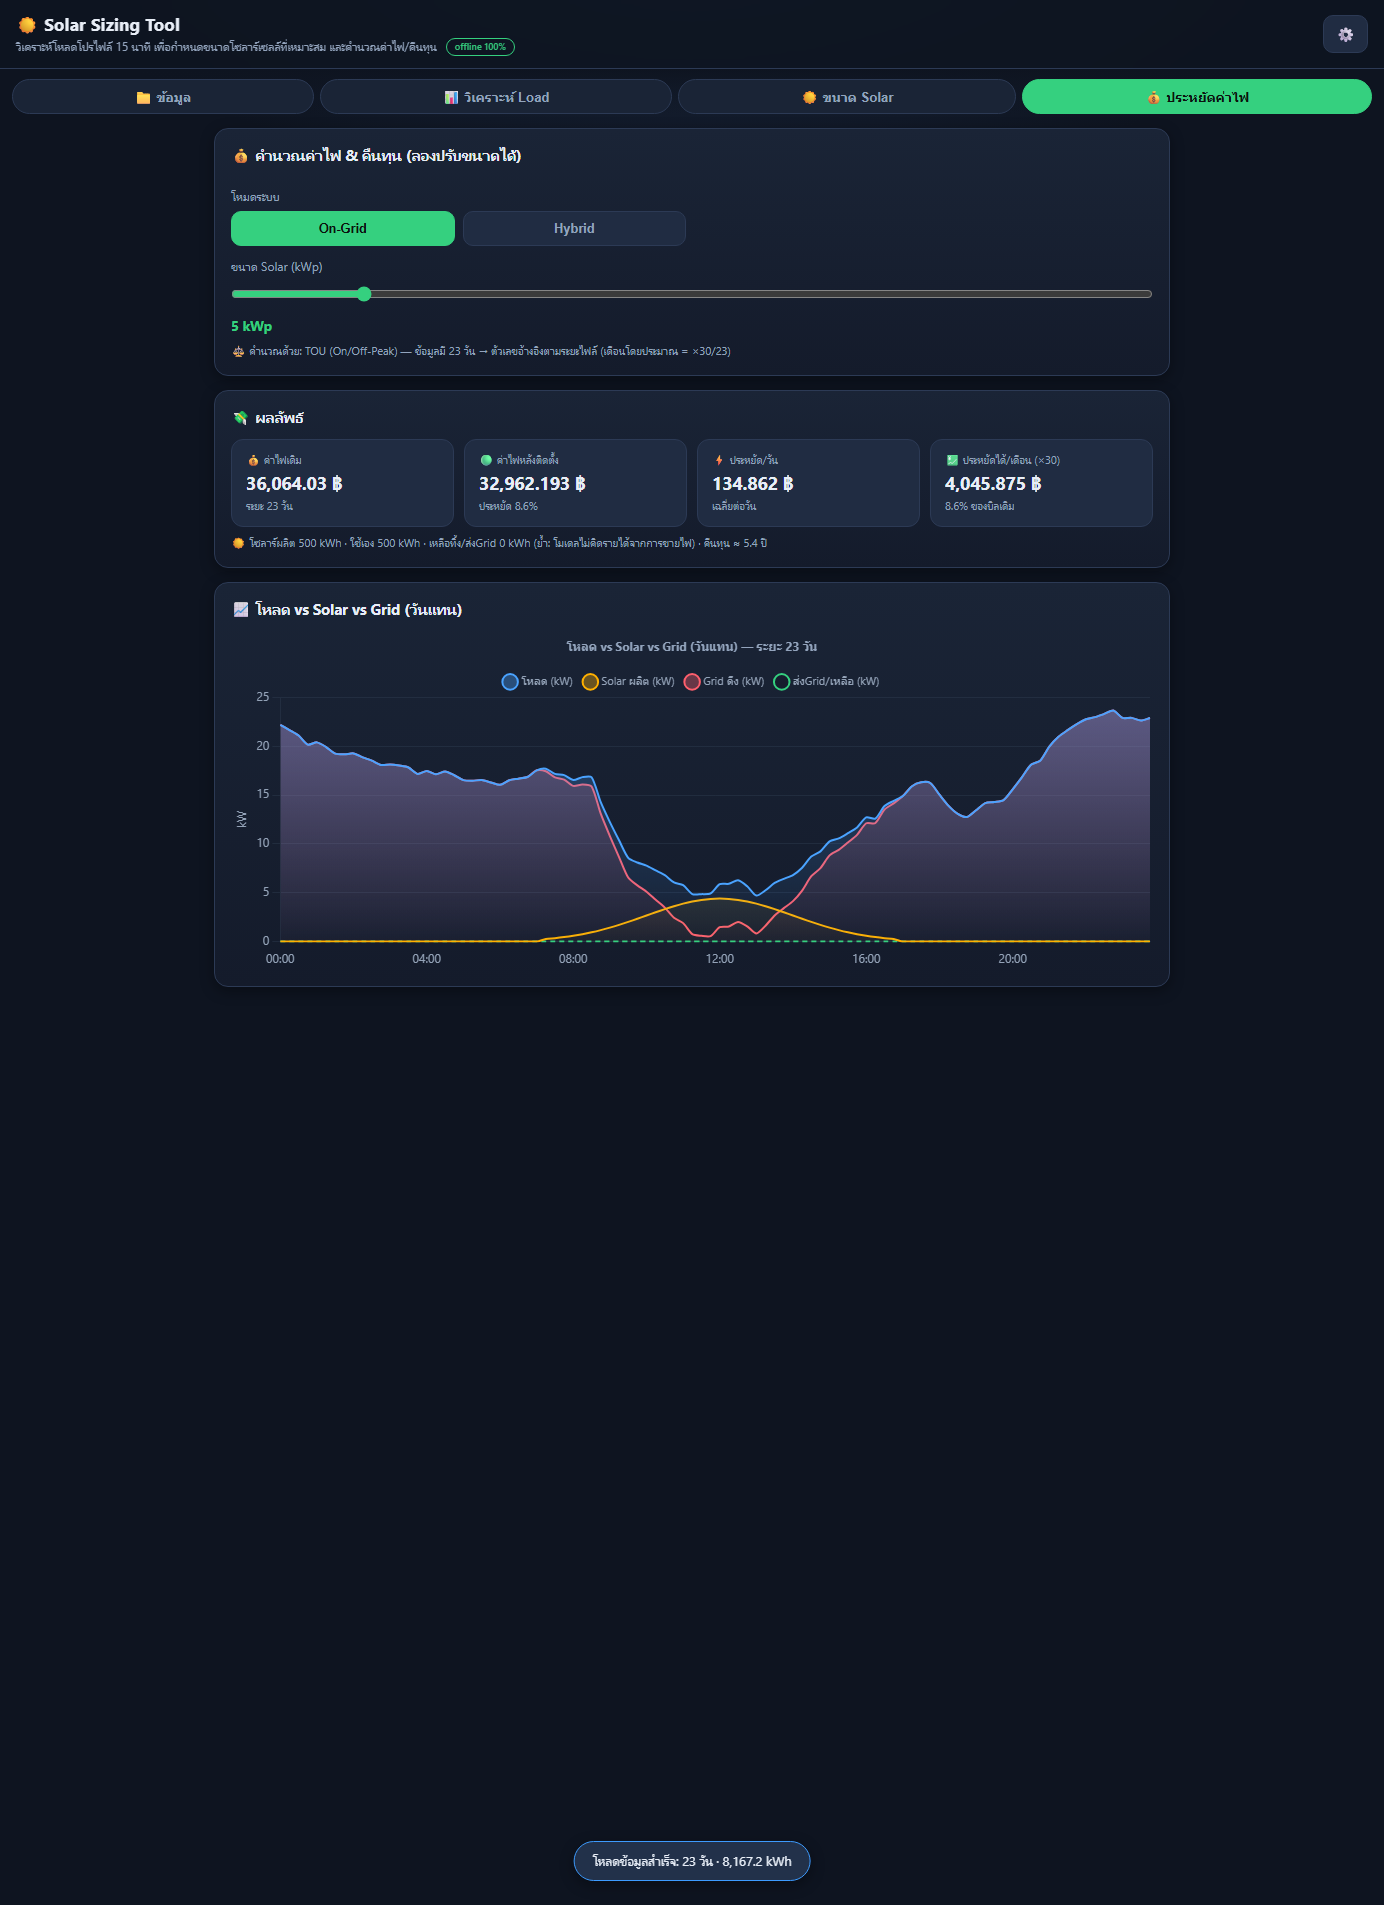 Solar Sizing Tool
วิเคราะห์โหลดโปรไฟล์ 15 นาที เพื่อกำหนดขนาดโซลาร์เซลล์ที่เหมาะสม และคำนวณค่าไฟ/คืนทุน offline 100%
ข้อมูล
วิเคราะห์ Load
ขนาด Solar
ประหยัดค่าไฟ
คำนวณค่าไฟ & คืนทุน (ลองปรับขนาดได้)
โหมดระบบ
On-Grid
Hybrid
ขนาด Solar (kWp)
5 kWp
คำนวณด้วย: TOU (On/Off-Peak) — ข้อมูลมี 23 วัน → ตัวเลขอ้างอิงตามระยะไฟล์ (เดือนโดยประมาณ = ×30/23)
ผลลัพธ์
ค่าไฟเดิม
36,064.03 ฿
ระยะ 23 วัน
ค่าไฟหลังติดตั้ง
32,962.193 ฿
ประหยัด 8.6%
ประหยัด/วัน
134.862 ฿
เฉลี่ยต่อวัน
ประหยัดได้/เดือน (×30)
4,045.875 ฿
8.6% ของบิลเดิม
โซลาร์ผลิต 500 kWh · ใช้เอง 500 kWh · เหลือทิ้ง/ส่งGrid 0 kWh (ย้ำ: โมเดลไม่คิดรายได้จากการขายไฟ) · คืนทุน ≈ 5.4 ปี
โหลด vs Solar vs Grid (วันแทน)
โหลด vs Solar vs Grid (วันแทน) — ระยะ 23 วัน
โหลด (kW) Solar ผลิต (kW) Grid ดึง (kW) ส่งGrid/เหลือ (kW)
25
20
15
10
5
0
kW
00:00 04:00 08:00 12:00 16:00 20:00
โหลดข้อมูลสำเร็จ: 23 วัน · 8,167.2 kWh